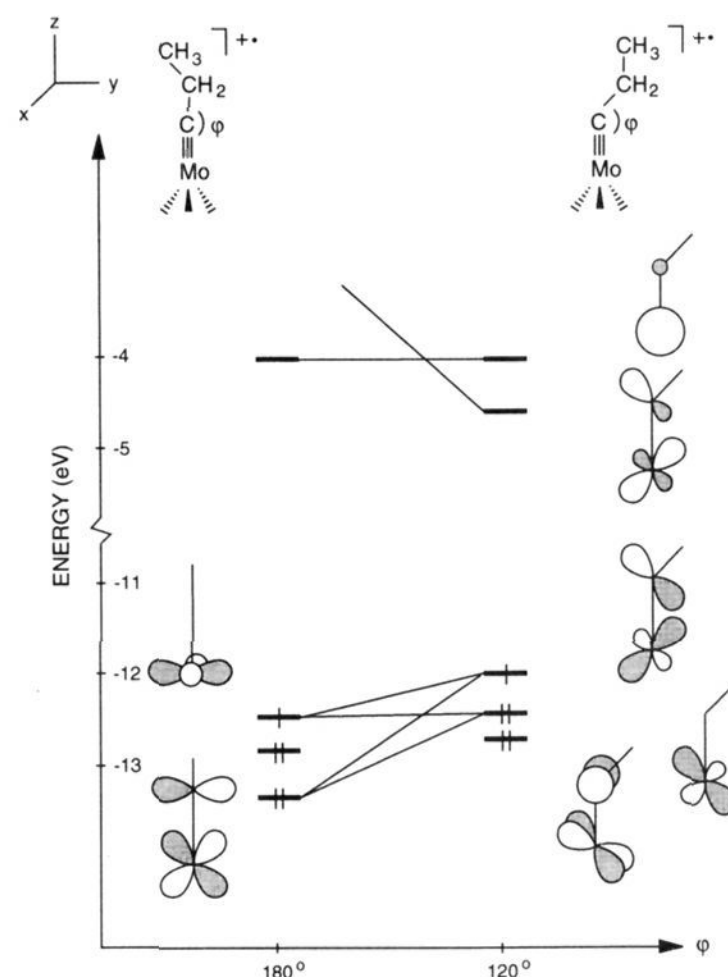 z
y
x
CH3
CH2
C)φ
Mo
]+•
CH3
CH2
C)φ
Mo
]+•
ENERGY (eV)
-4
-5
-11
-12
-13
180°
120°
φ